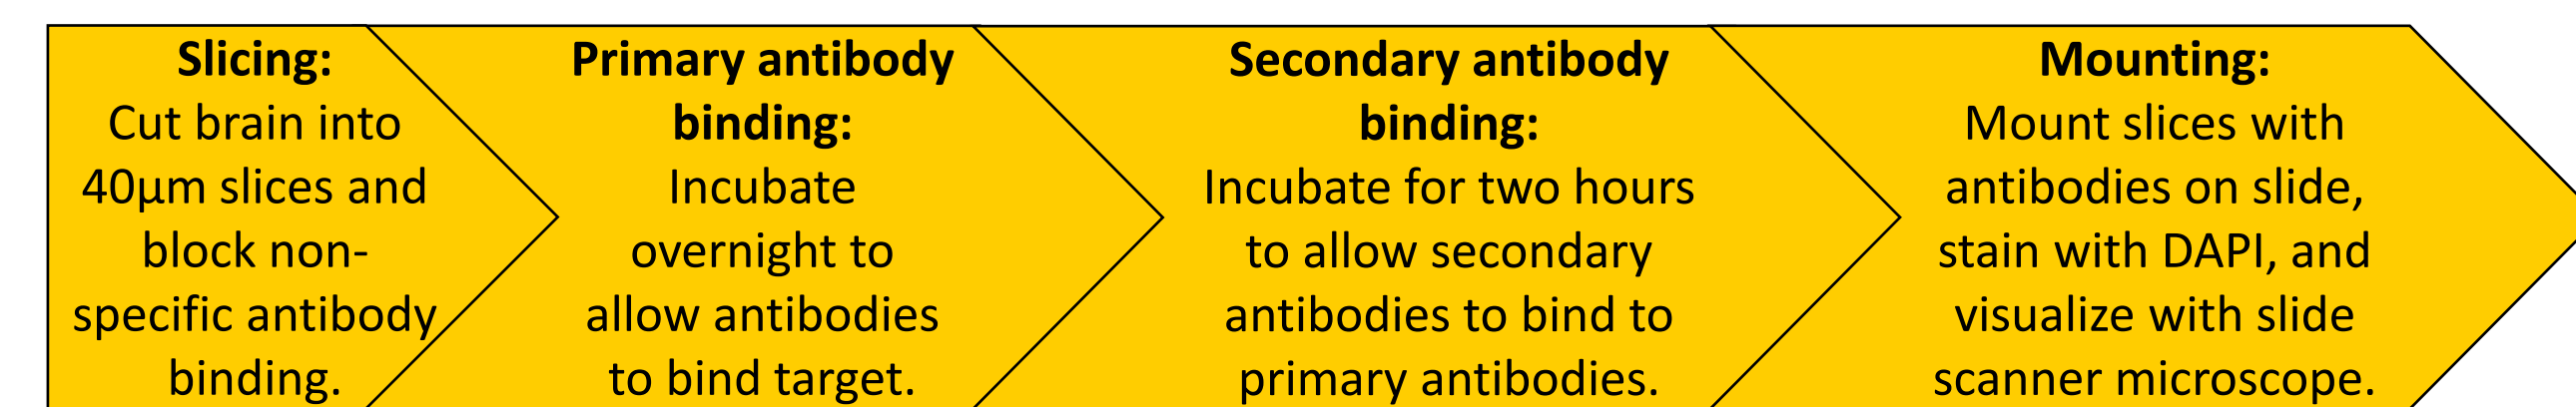 Slicing:
Cut brain into
40µm slices and
block non-
specific antibody
binding.
Primary antibody
binding:
Incubate
overnight to
allow antibodies
to bind target.
Secondary antibody
binding:
Incubate for two hours
to allow secondary
antibodies to bind to
primary antibodies.
Mounting:
Mount slices with
antibodies on slide,
stain with DAPI, and
visualize with slide
scanner microscope.